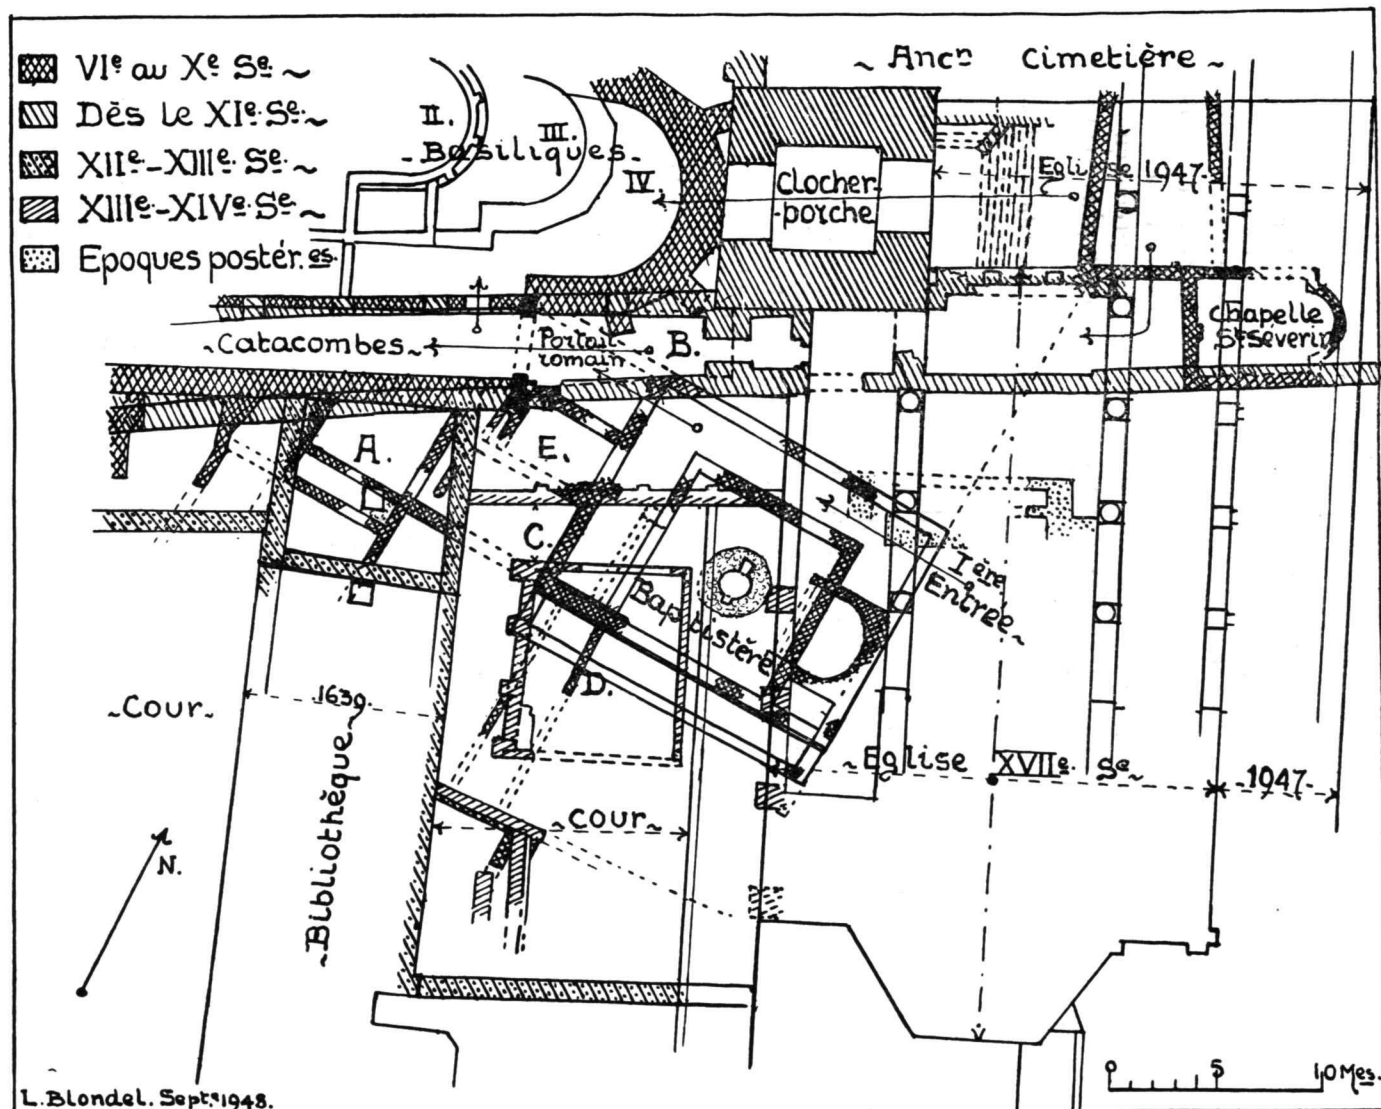 VIe au Xe Se. ~
Dès le XIe. Se. ~
XIIe. - XIIIe. Se.
XIIIe - XIVe. Se ~
Epoques postér.es.
~ Ancn Cimetière ~
II.
III.
- Basiliques -
IV.
Clocher-
-porche
Eglise 1947.
Chapelle
St Séverin
~ Catacombes ~
Portail
romain
B.
A.
E.
C.
Baptistère
Ière
Entrée ~
D.
~ Cour ~
1630.
~ Bibliothèque ~
~ Eglise XVIIe. Se ~
~ 1947 ~
~ cour ~
N.
0 5 10 Mes.
L. Blondel. Septe 1948.